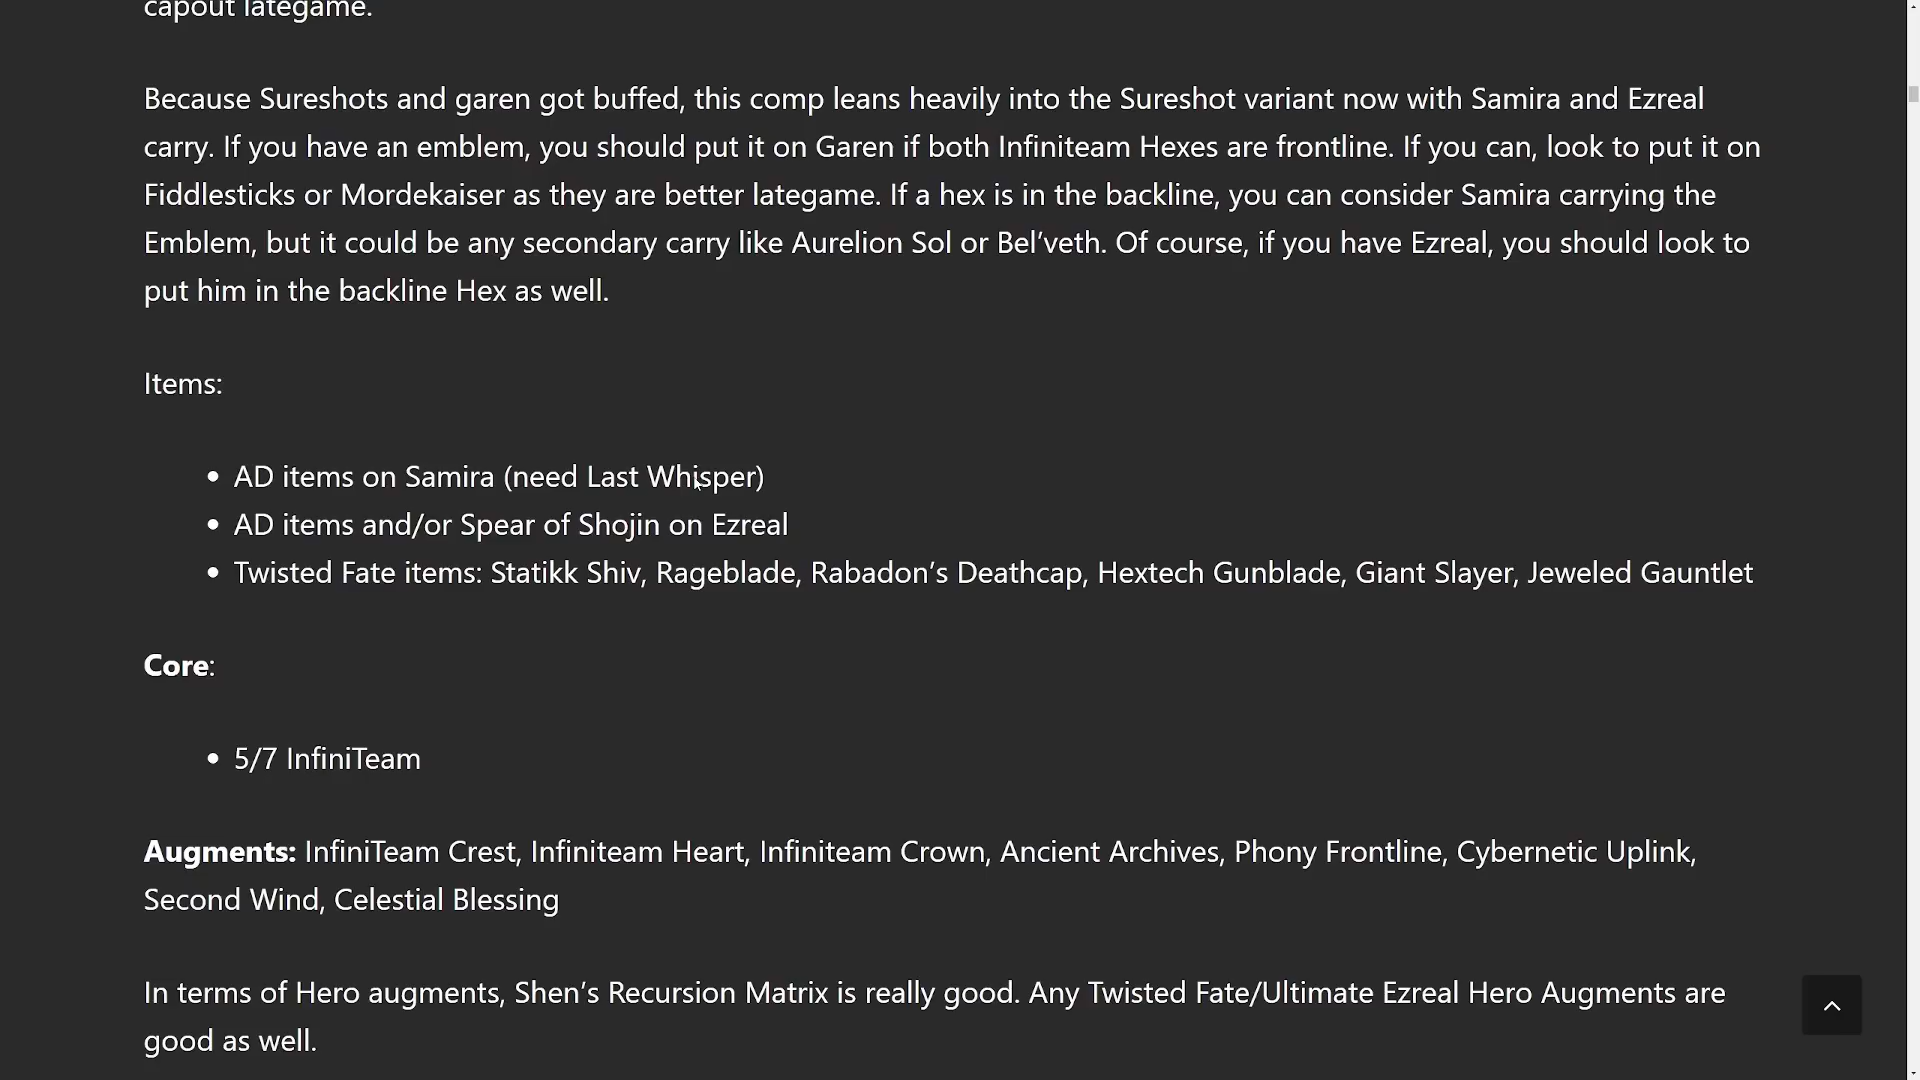 capout lategame.
Because Sureshots and garen got buffed, this comp leans heavily into the Sureshot variant now with Samira and Ezreal
carry. If you have an emblem, you should put it on Garen if both Infiniteam Hexes are frontline. If you can, look to put it on
Fiddlesticks or Mordekaiser as they are better lategame. If a hex is in the backline, you can consider Samira carrying the
Emblem, but it could be any secondary carry like Aurelion Sol or Bel’veth. Of course, if you have Ezreal, you should look to
put him in the backline Hex as well.
Items:
• AD items on Samira (need Last Whisper)
• AD items and/or Spear of Shojin on Ezreal
• Twisted Fate items: Statikk Shiv, Rageblade, Rabadon’s Deathcap, Hextech Gunblade, Giant Slayer, Jeweled Gauntlet
Core:
• 5/7 InfiniTeam
Augments: InfiniTeam Crest, Infiniteam Heart, Infiniteam Crown, Ancient Archives, Phony Frontline, Cybernetic Uplink,
Second Wind, Celestial Blessing
In terms of Hero augments, Shen’s Recursion Matrix is really good. Any Twisted Fate/Ultimate Ezreal Hero Augments are
good as well.